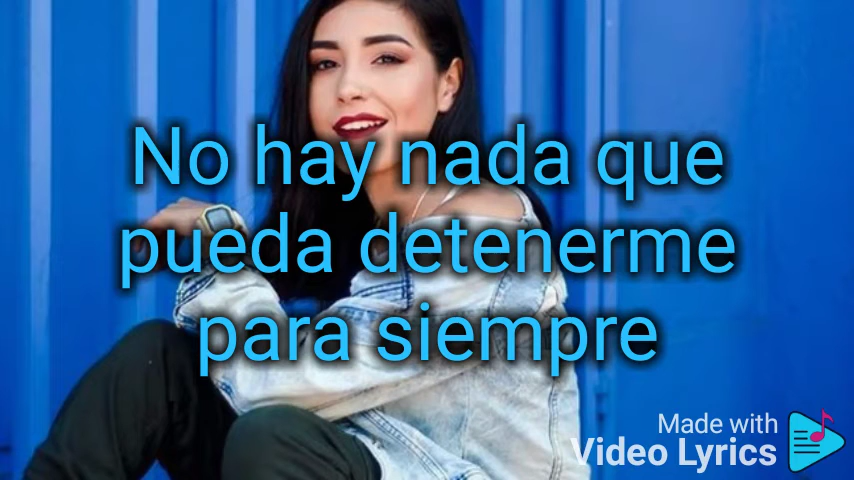 No hay nada que
pueda detenerme
para siempre
Made with
Video Lyrics